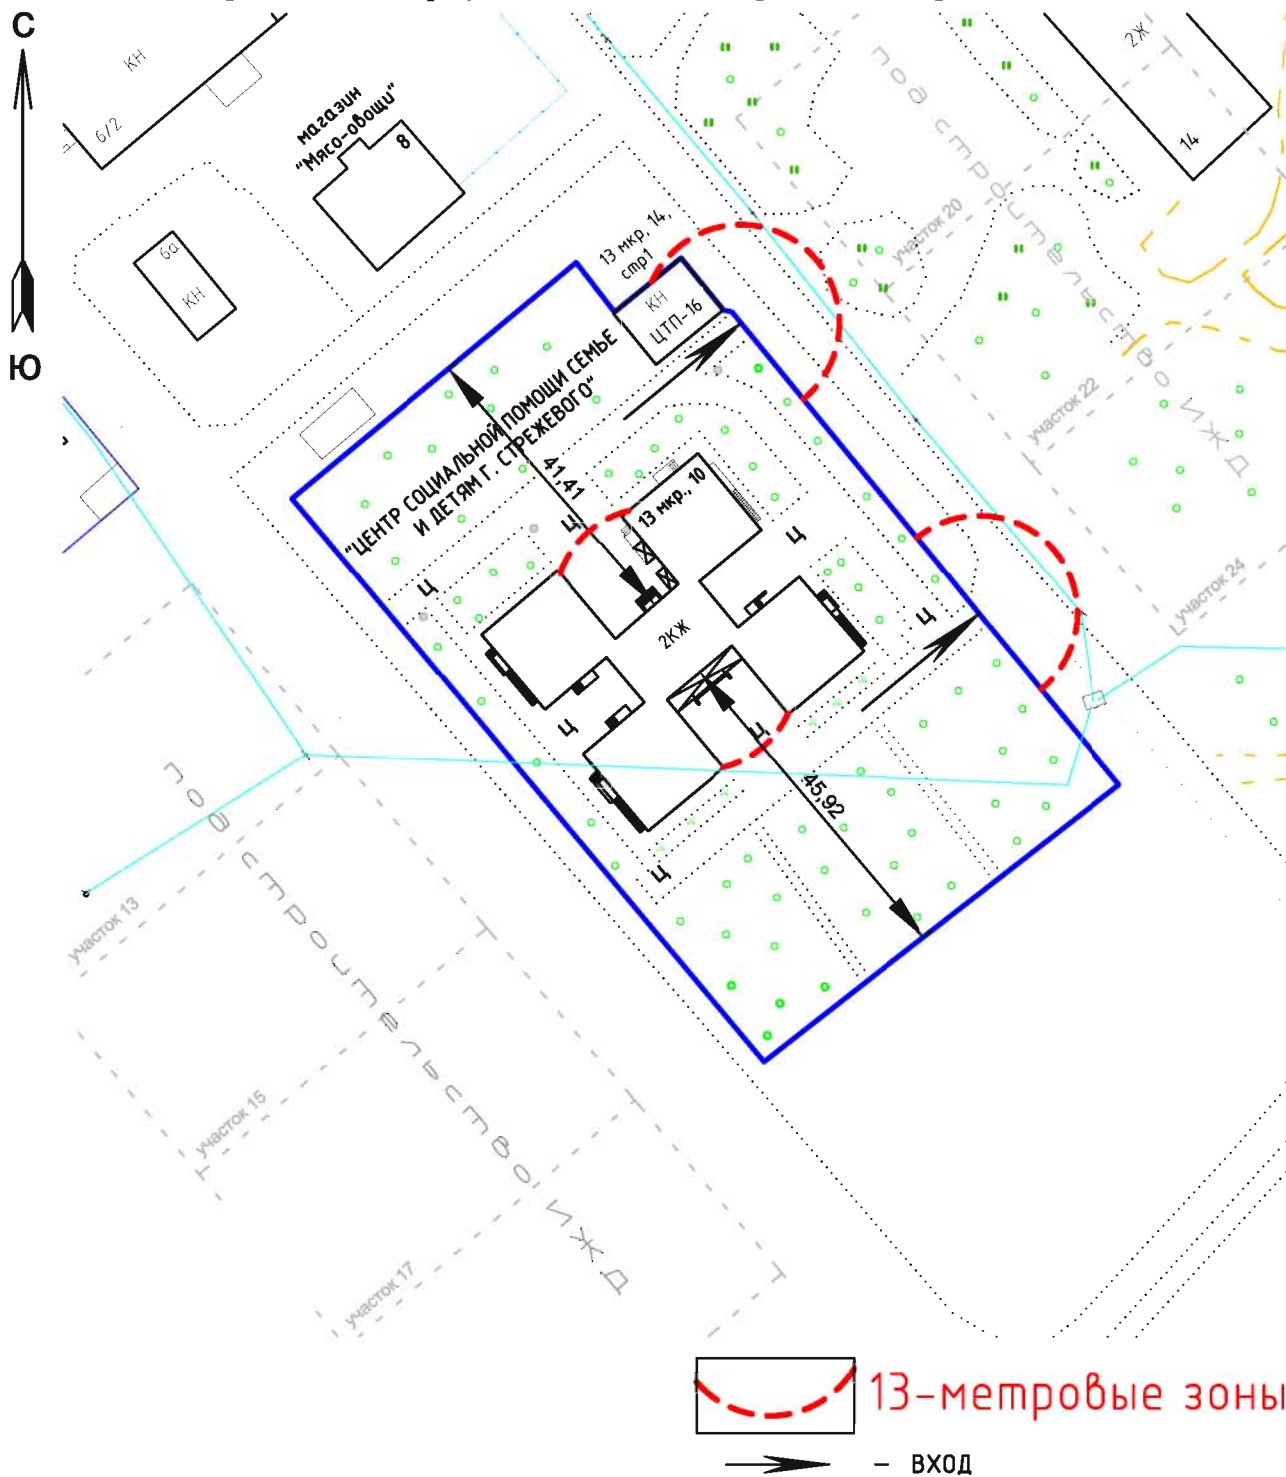 С
Ю
КН
6/2
магазин
"Мясо-овощи"
8
6а
КН
13 мкр, 14,
стр1
КН
ЦТП-16
2Ж
14
под строительство ИЖД
участок 20
участок 22
участок 24
"ЦЕНТР СОЦИАЛЬНОЙ ПОМОЩИ СЕМЬЕ
И ДЕТЯМ Г. СТРЕЖЕВОГО"
41,41
13 мкр., 10
Ц
Ц
Ц
Ц
2КЖ
Ц
Ц
Ц
45,92
под строительство ИЖД
участок 13
участок 15
участок 17
13-метровые зоны
- ВХОД